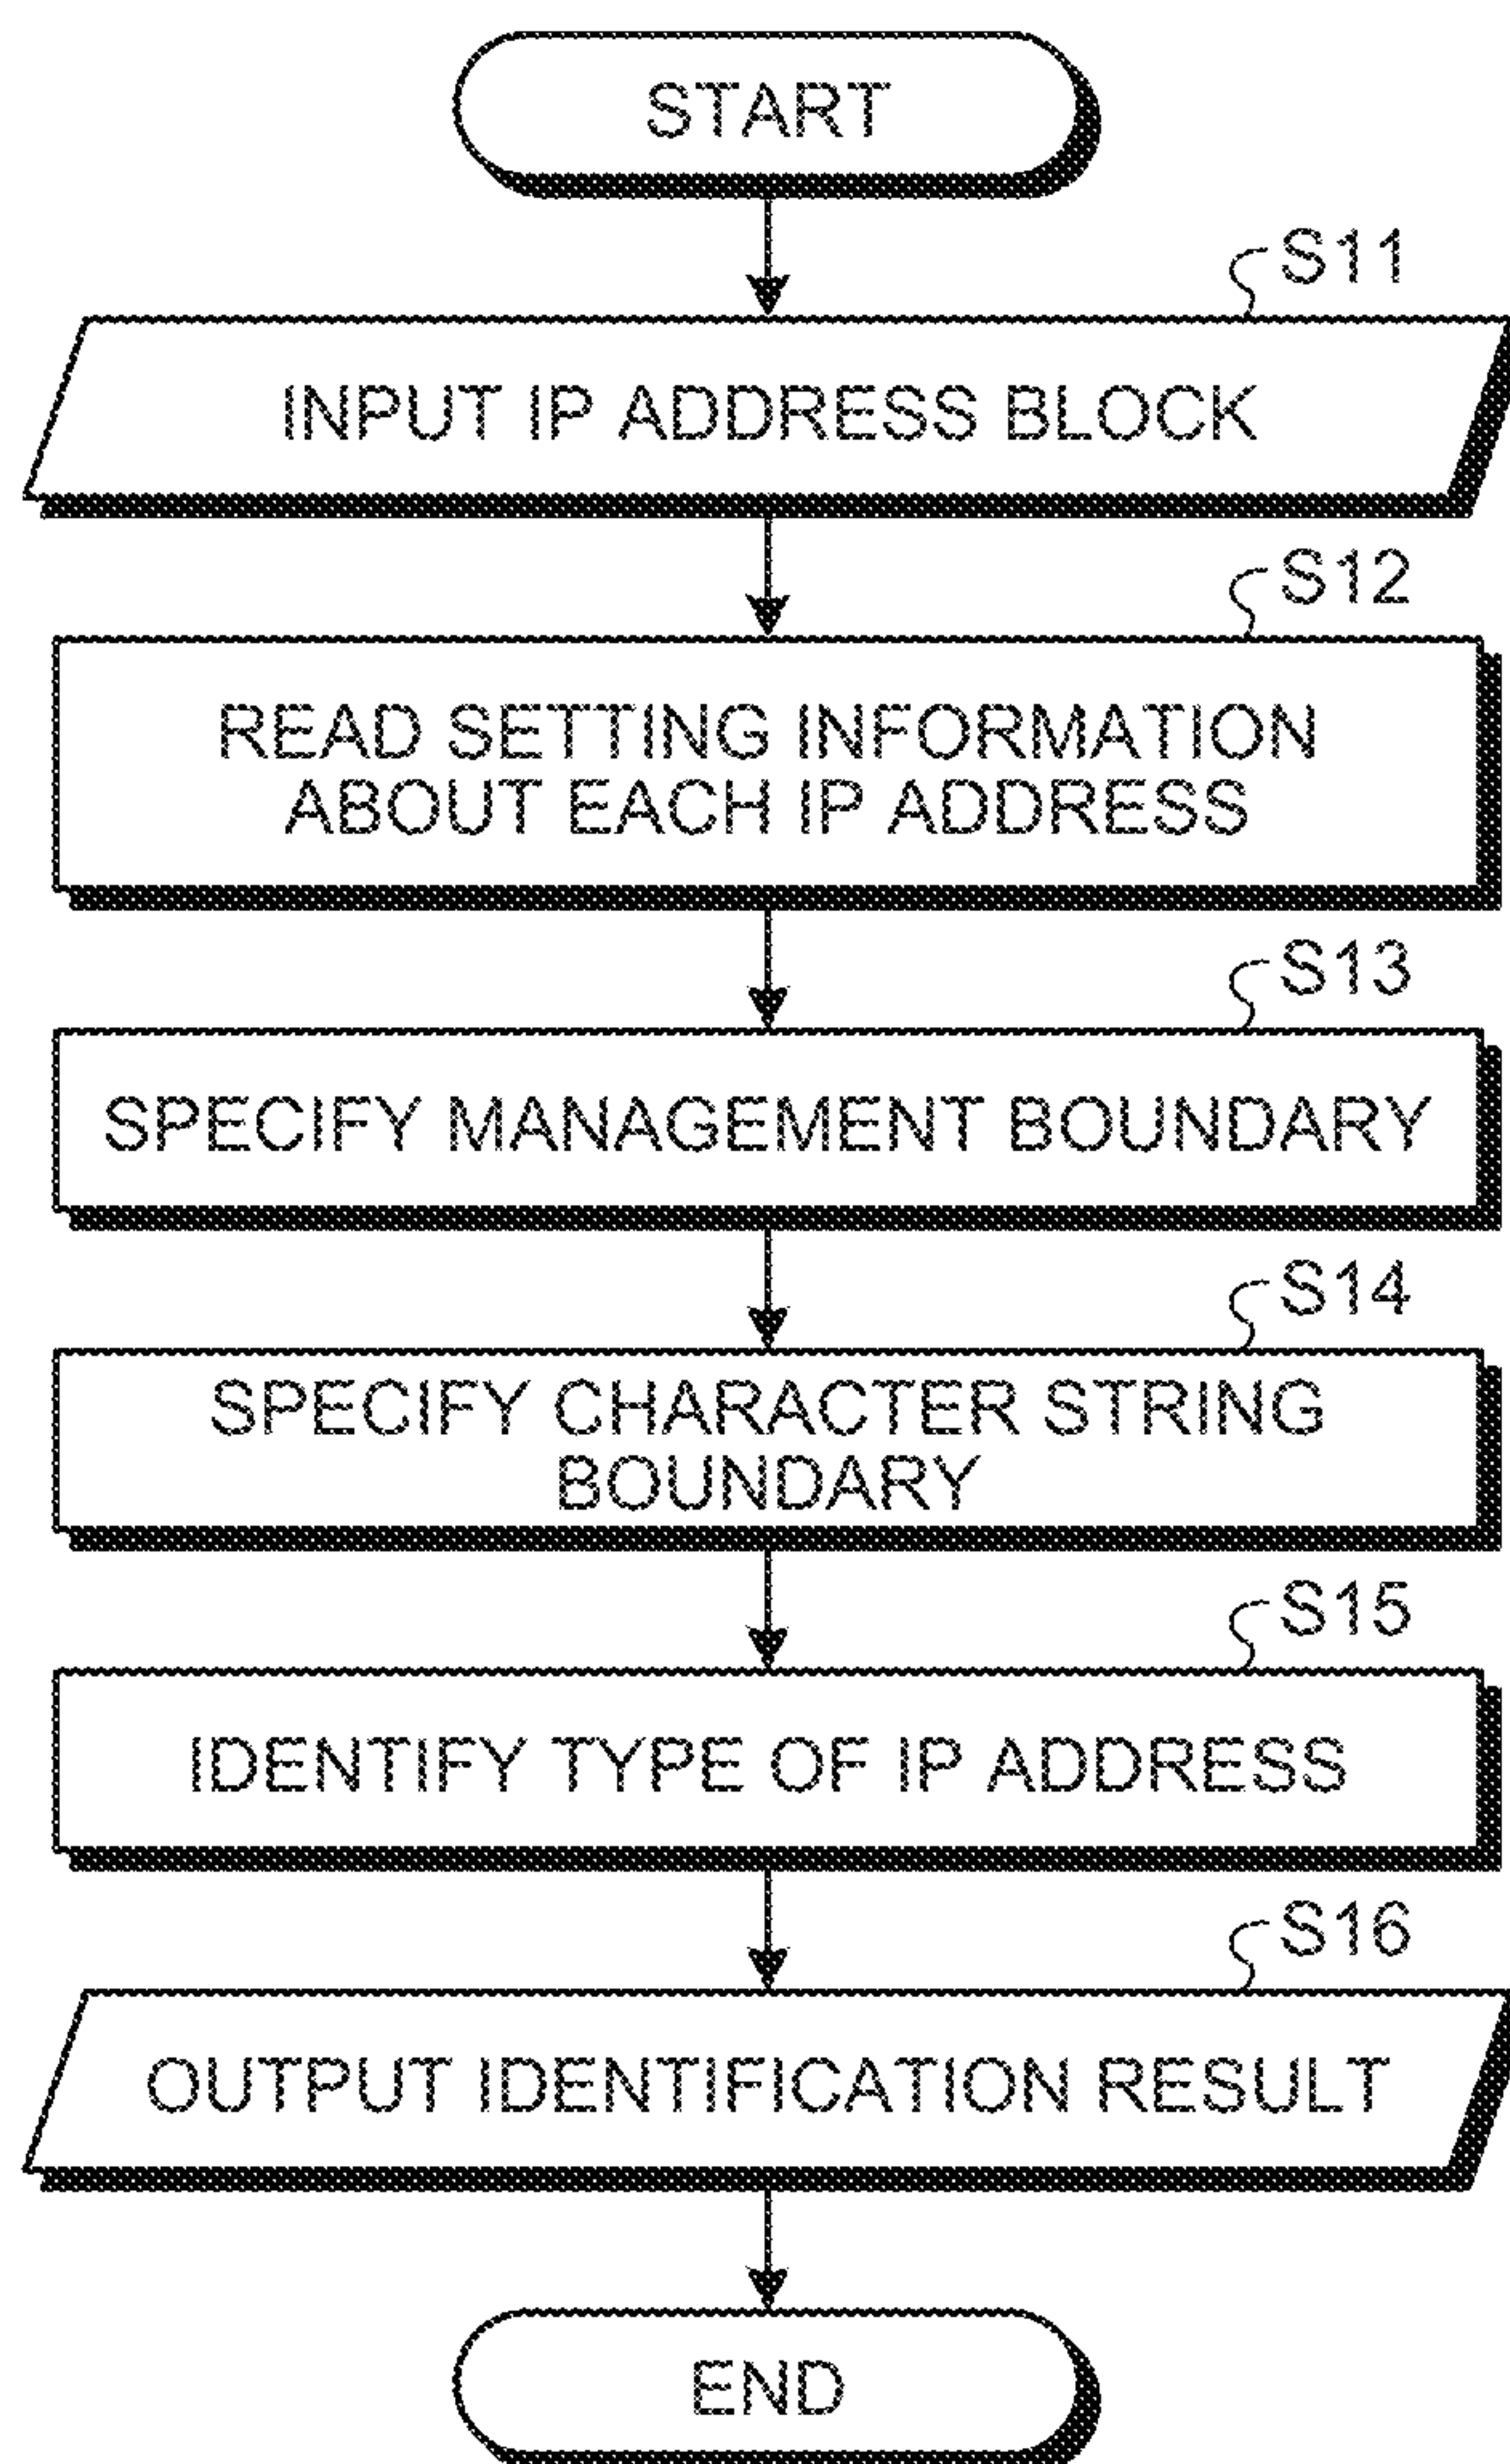 START
S11
INPUT IP ADDRESS BLOCK
S12
READ SETTING INFORMATION
ABOUT EACH IP ADDRESS
S13
SPECIFY MANAGEMENT BOUNDARY
S14
SPECIFY CHARACTER STRING
BOUNDARY
S15
IDENTIFY TYPE OF IP ADDRESS
S16
OUTPUT IDENTIFICATION RESULT
END